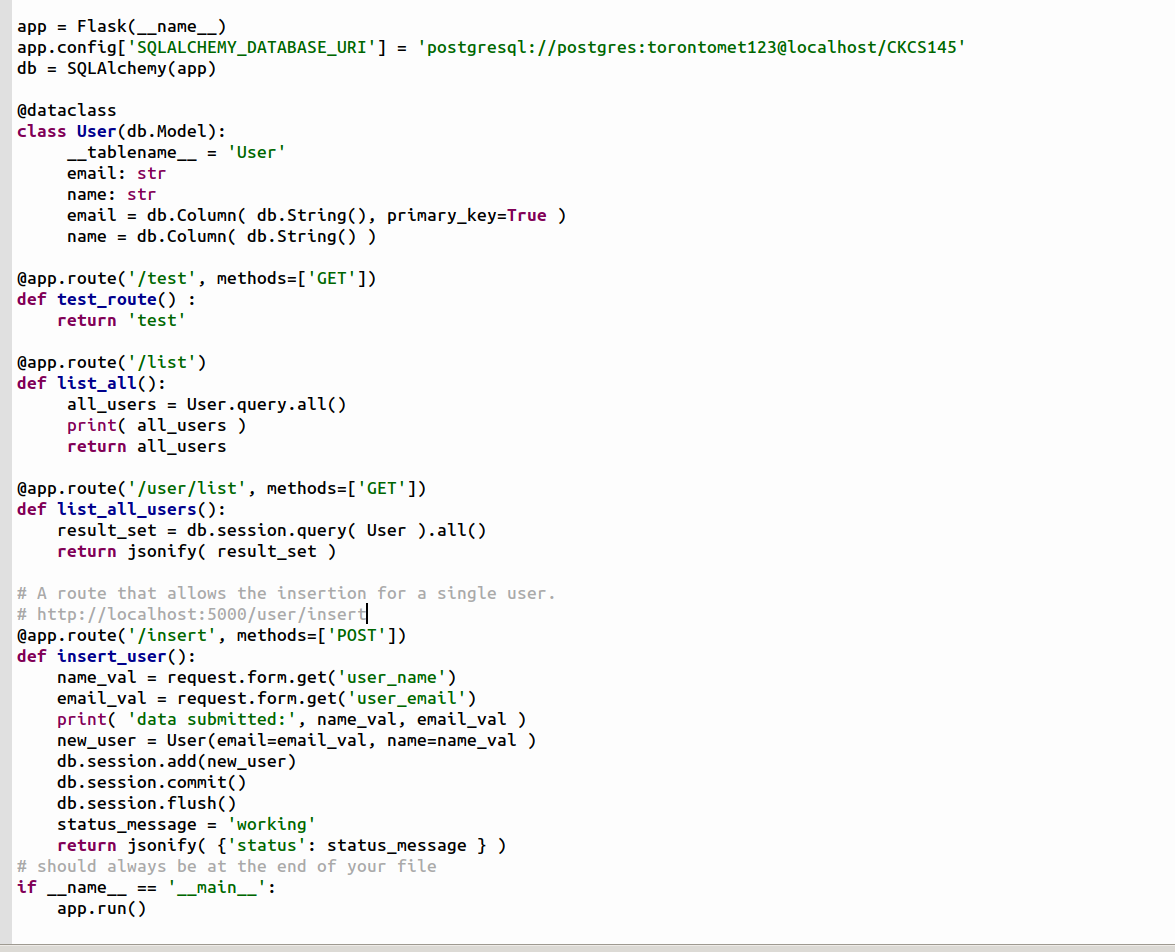 app = Flask(__name__)
app.config['SQLALCHEMY_DATABASE_URI'] = 'postgresql://postgres:torontomet123@localhost/CKCS145'
db = SQLAlchemy(app)

@dataclass
class User(db.Model):
     __tablename__ = 'User'
     email: str
     name: str
     email = db.Column( db.String(), primary_key=True )
     name = db.Column( db.String() )

@app.route('/test', methods=['GET'])
def test_route() :
    return 'test'

@app.route('/list')
def list_all():
     all_users = User.query.all()
     print( all_users )
     return all_users

@app.route('/user/list', methods=['GET'])
def list_all_users():
    result_set = db.session.query( User ).all()
    return jsonify( result_set )

# A route that allows the insertion for a single user.
# http://localhost:5000/user/insert
@app.route('/insert', methods=['POST'])
def insert_user():
    name_val = request.form.get('user_name')
    email_val = request.form.get('user_email')
    print( 'data submitted:', name_val, email_val )
    new_user = User(email=email_val, name=name_val )
    db.session.add(new_user)
    db.session.commit()
    db.session.flush()
    status_message = 'working'
    return jsonify( {'status': status_message } )
# should always be at the end of your file
if __name__ == '__main__':
    app.run()